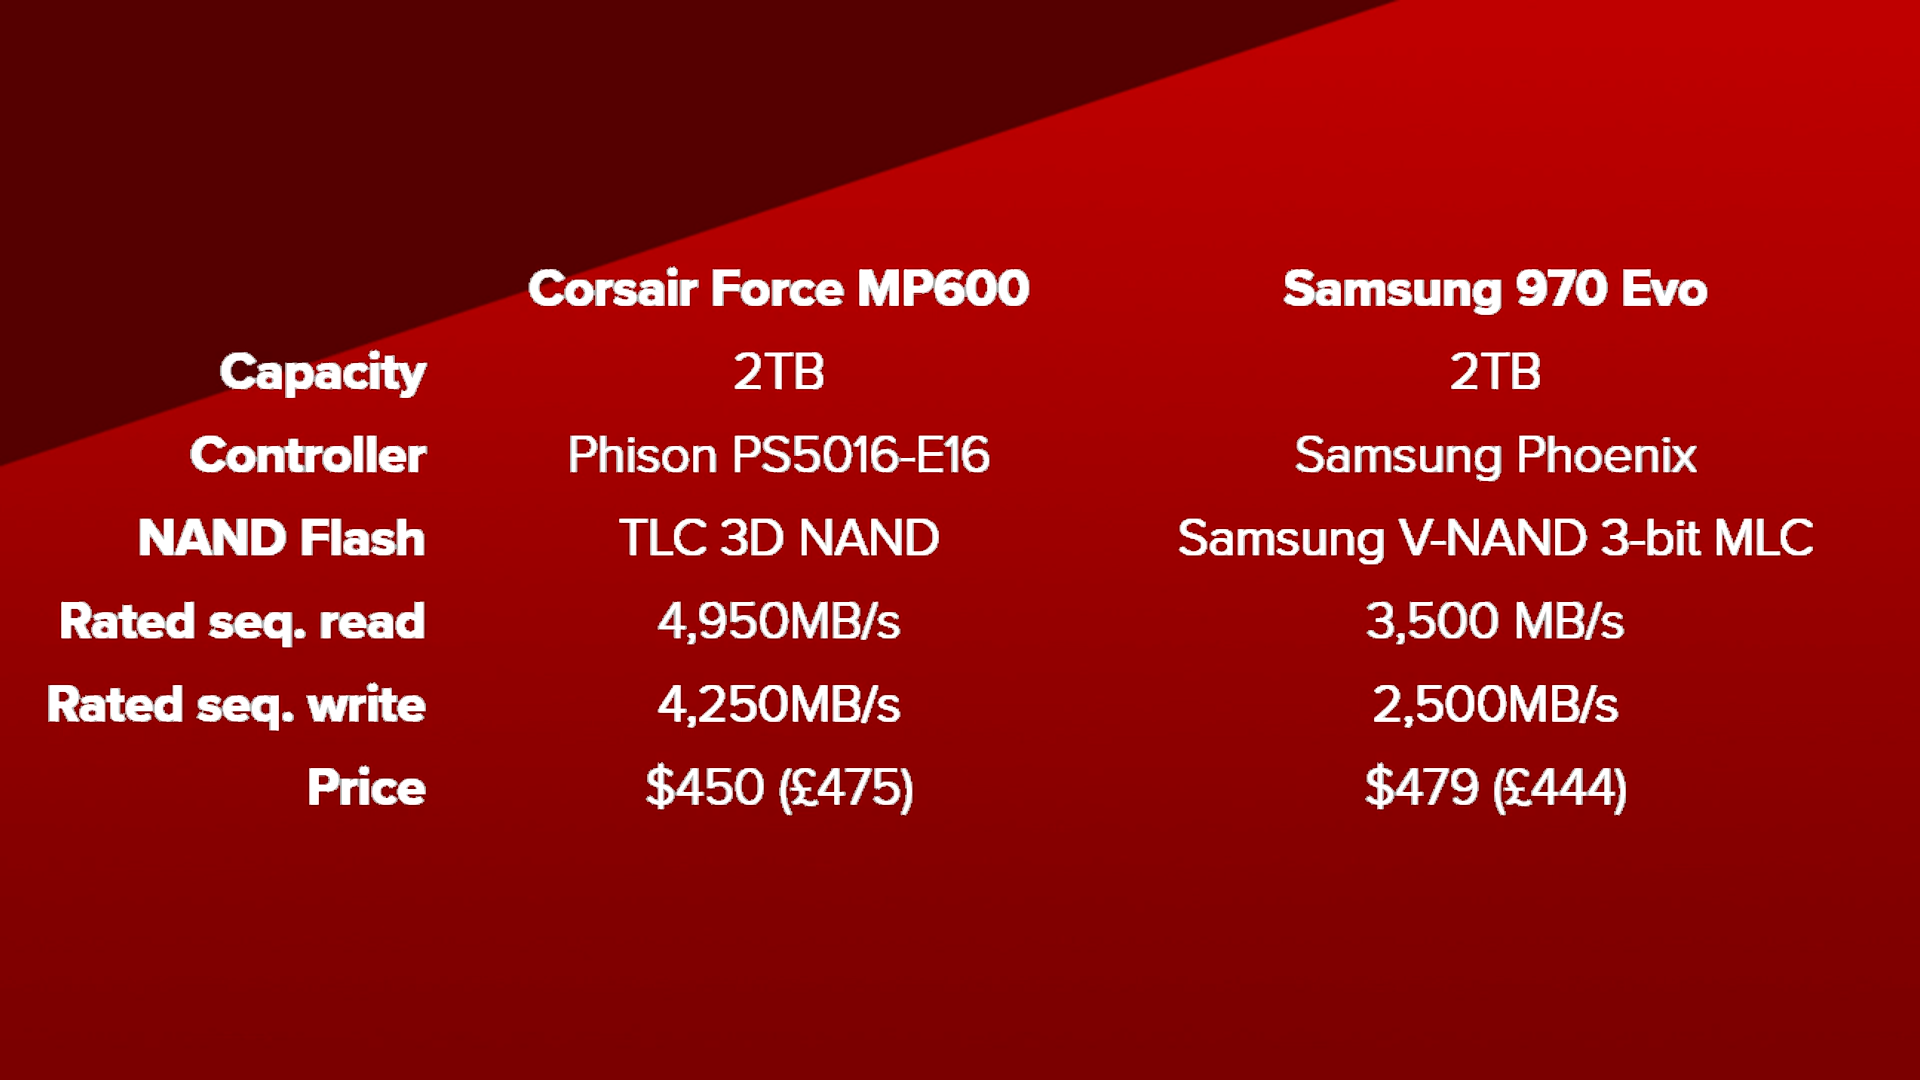 Corsair Force MP600 Samsung 970 Evo
Capacity 2TB 2TB
Controller Phison PS5016-E16 Samsung Phoenix
NAND Flash TLC 3D NAND Samsung V-NAND 3-bit MLC
Rated seq. read 4,950MB/s 3,500 MB/s
Rated seq. write 4,250MB/s 2,500MB/s
Price $450 (£475) $479 (£444)